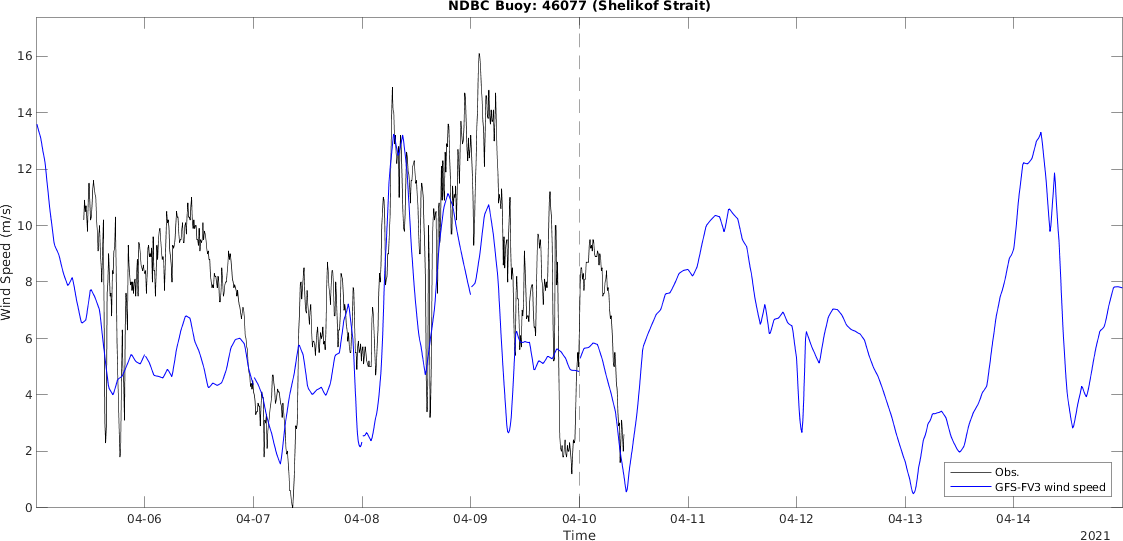 NDBC Buoy: 46077 (Shelikof Strait)
16
14
12
10
8
6
4
2
0
Wind Speed (m/s)
04-06 04-07 04-08 04-09 04-10 04-11 04-12 04-13 04-14
Time
2021
Obs.
GFS-FV3 wind speed